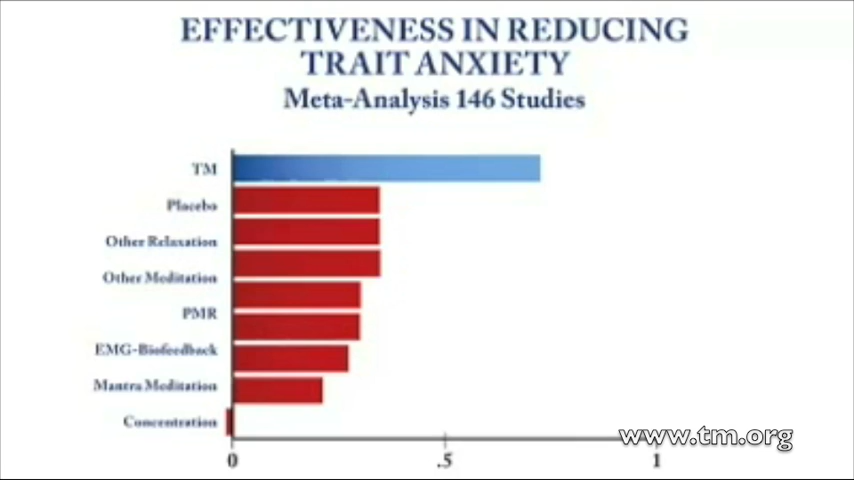 EFFECTIVENESS IN REDUCING
TRAIT ANXIETY
Meta-Analysis 146 Studies
TM
Placebo
Other Relaxation
Other Meditation
PMR
EMG-Biofeedback
Mantra Meditation
Concentration
www.tm.org
0 .5 1